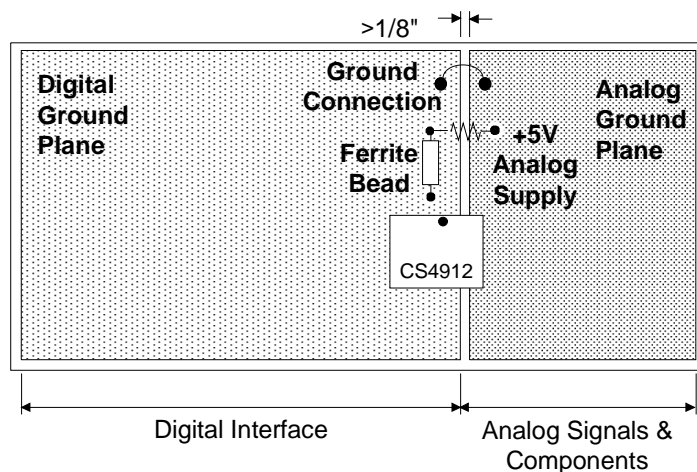 >1/8"
Digital
Ground
Plane
Ground
Connection
Analog
Ground
Plane
+5V
Analog
Supply
Ferrite
Bead
CS4912
Digital Interface
Analog Signals &
Components